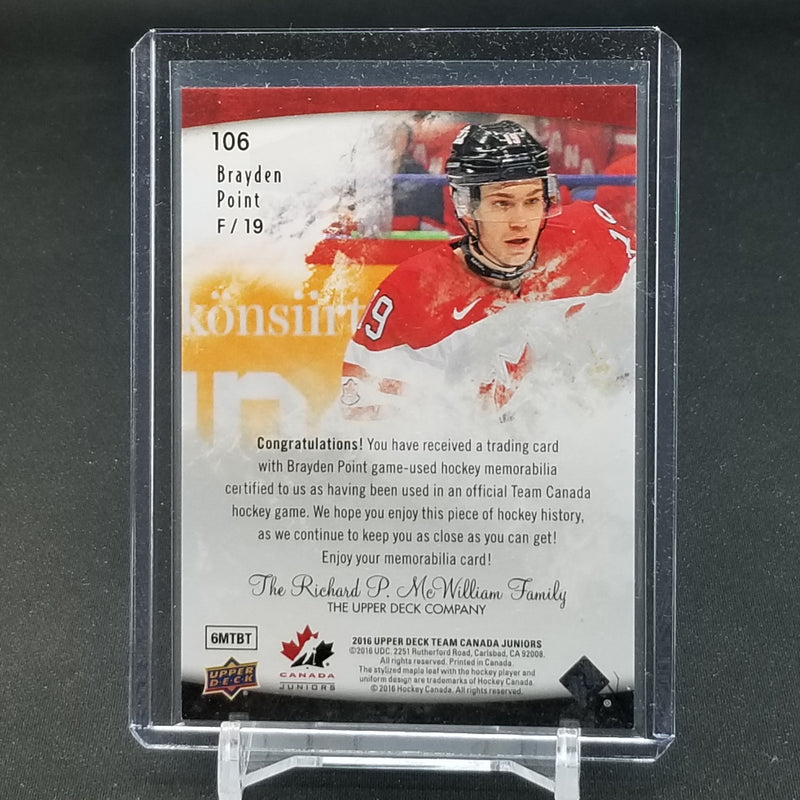 106
Brayden
Point
F / 19
19
19
19
könsiirt
Congratulations! You have received a trading card
with Brayden Point game-used hockey memorabilia
certified to us as having been used in an official Team Canada
hockey game. We hope you enjoy this piece of hockey history,
as we continue to keep you as close as you can get!
Enjoy your memorabilia card!
The Richard P. McWilliam Family
THE UPPER DECK COMPANY
6MTBT
UPPER
DECK
CANADA
JUNIORS
2016 UPPER DECK TEAM CANADA JUNIORS
©2016 UDC. 2251 Rutherford Road, Carlsbad, CA 92008.
All rights reserved. Printed in Canada.
The stylized maple leaf with the hockey player and
uniform design are trademarks of Hockey Canada.
© 2016 Hockey Canada. All rights reserved.